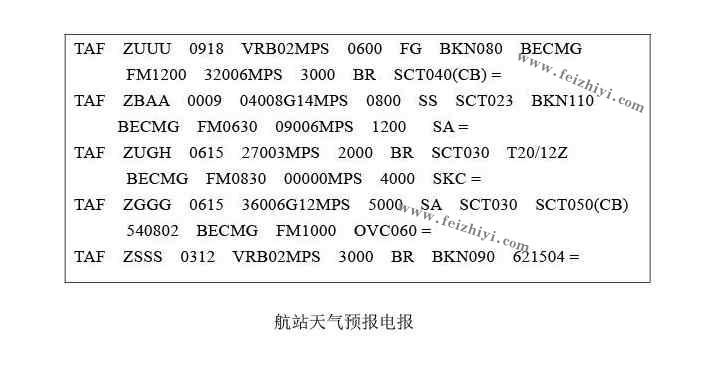 TAF ZUUU 0918 VRB02MPS 0600 FG BKN080 BECMG
FM1200 32006MPS 3000 BR SCT040(CB) =
TAF ZBAA 0009 04008G14MPS 0800 SS SCT023 BKN110
BECMG FM0630 09006MPS 1200 SA =
TAF ZUGH 0615 27003MPS 2000 BR SCT030 T20/12Z
BECMG FM0830 00000MPS 4000 SKC =
TAF ZGGG 0615 36006G12MPS 5000 SA SCT030 SCT050(CB)
540802 BECMG FM1000 OVC060 =
TAF ZSSS 0312 VRB02MPS 3000 BR BKN090 621504 =
航站天气预报电报
www.feizhiyi.com
www.feizhiyi.com